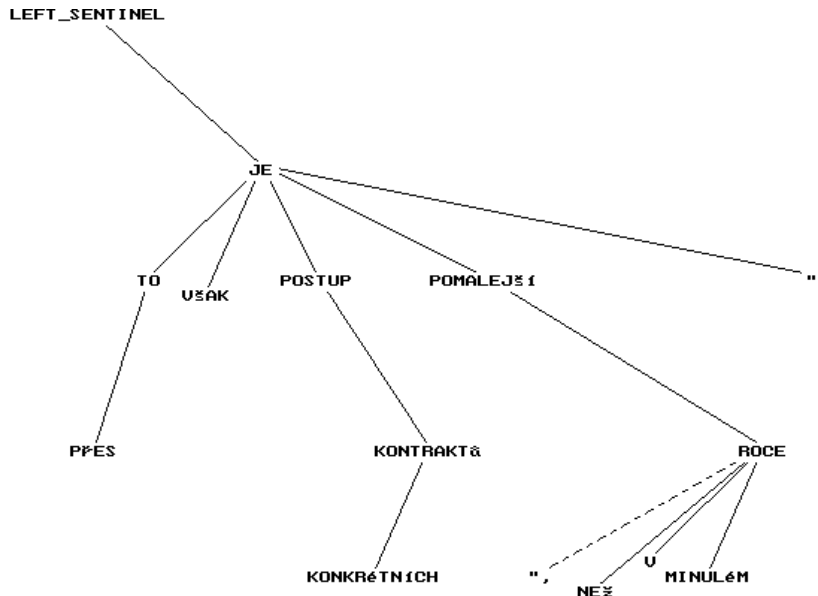 LEFT_SENTINEL
JE
TO VšAK POSTUP POMALEJší "
PřES KONTRAKTů ROCE
KONKRéTNíCH ", NEž V MINULéM